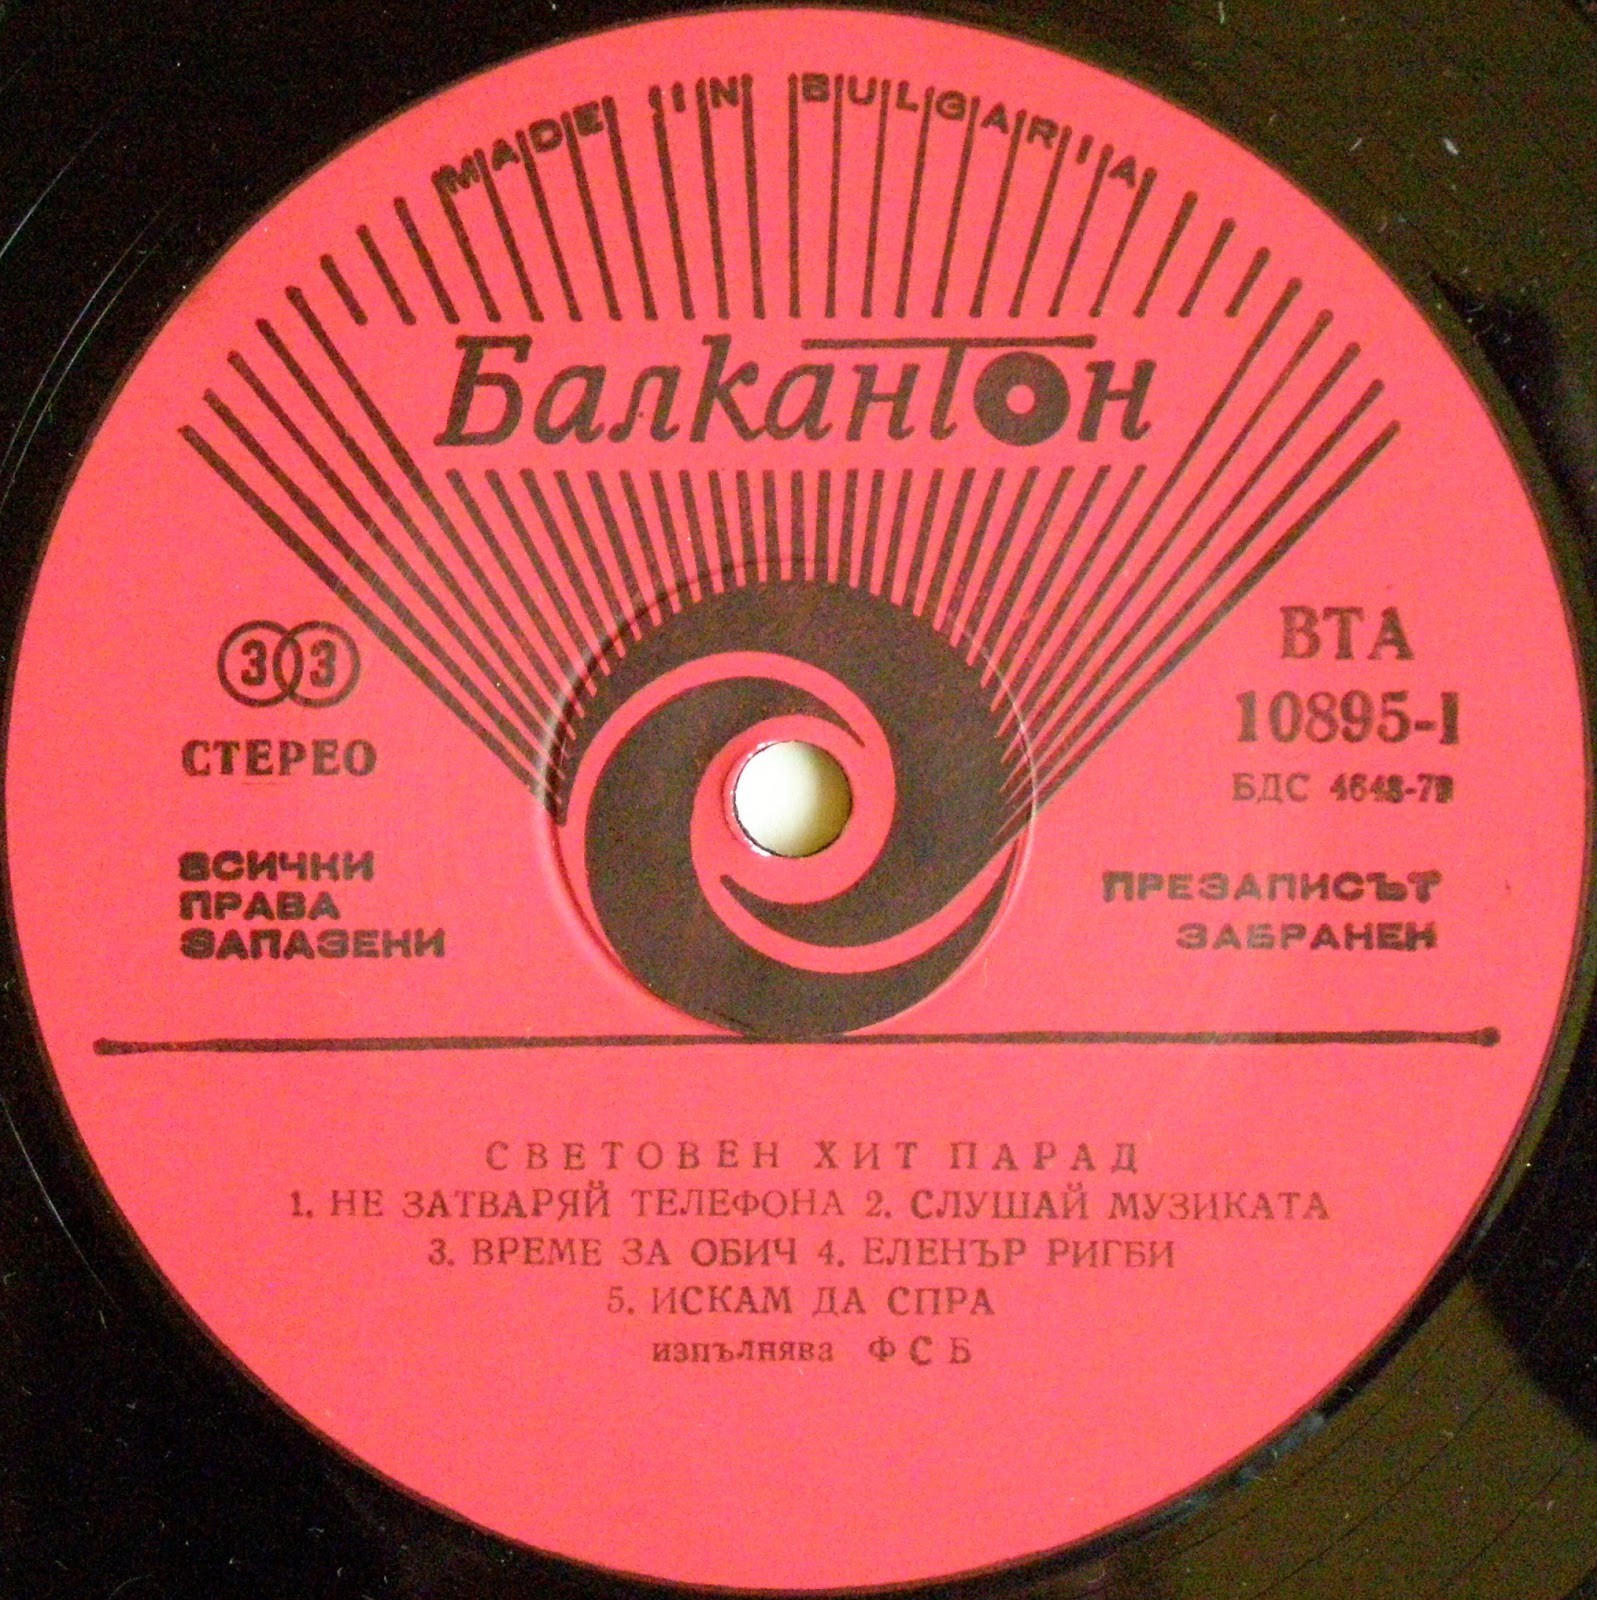 MADE IN BULGARIA
Балкантон
33
СТЕРЕО
ВТА
10895-1
БДС 4648-
ВСИЧКИ
ПРАВА
ЗАПАЗЕНИ
ПРЕЗАПИСЪТ
ЗАБРАНЕН
СВЕТОВЕН ХИТ ПАРАД
1. НЕ ЗАТВАРЯЙ ТЕЛЕФОНА 2. СЛУШАЙ МУЗИКАТА
3. ВРЕМЕ ЗА ОБИЧ 4. ЕЛЕНЪР РИГБИ
5. ИСКАМ ДА СПРА
изпълнява ФСБ